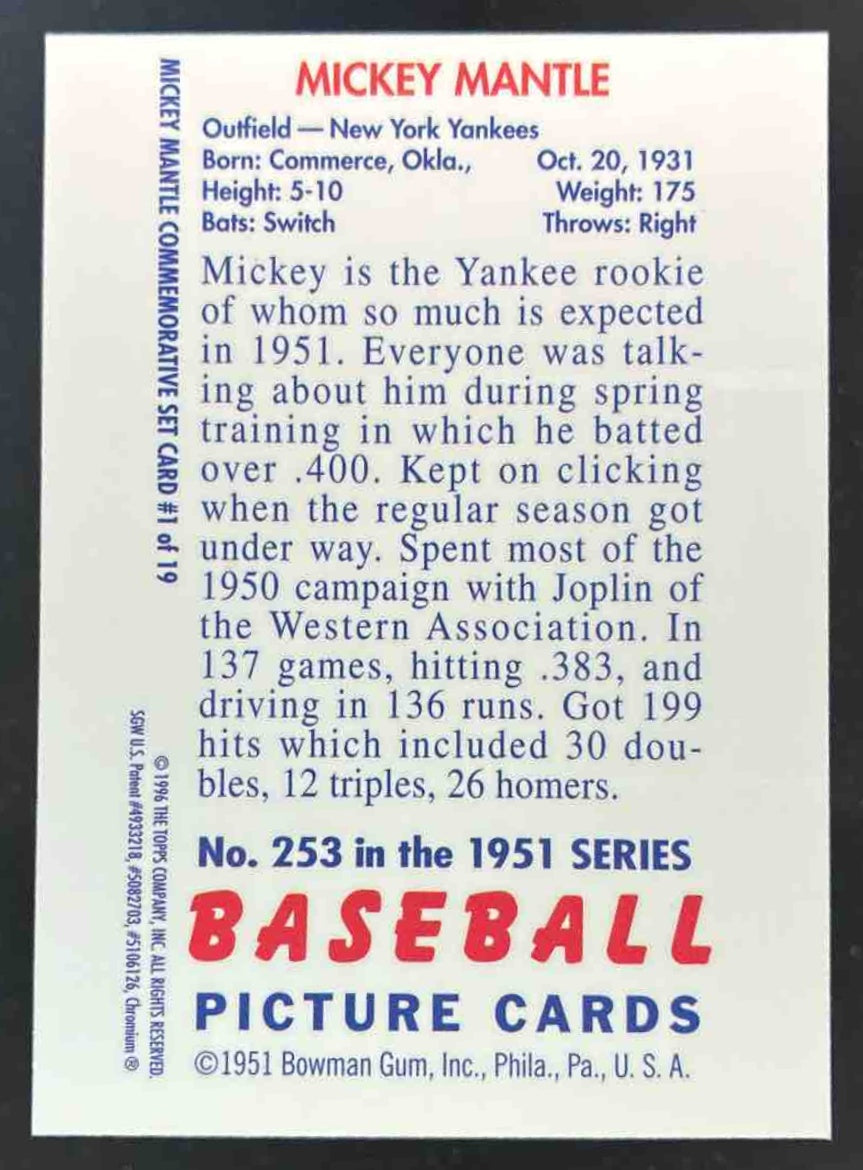 MICKEY MANTLE
Outfield — New York Yankees
Born: Commerce, Okla., Oct. 20, 1931
Height: 5-10 Weight: 175
Bats: Switch Throws: Right
Mickey is the Yankee rookie
of whom so much is expected
in 1951. Everyone was talk-
ing about him during spring
training in which he batted
over .400. Kept on clicking
when the regular season got
under way. Spent most of the
1950 campaign with Joplin of
the Western Association. In
137 games, hitting .383, and
driving in 136 runs. Got 199
hits which included 30 dou-
bles, 12 triples, 26 homers.
No. 253 in the 1951 SERIES
BASEBALL
PICTURE CARDS
©1951 Bowman Gum, Inc., Phila., Pa., U. S. A.
MICKEY MANTLE COMMEMORATIVE SET CARD #1 of 19
©1996 THE TOPPS COMPANY, INC. ALL RIGHTS RESERVED.
SGW U.S. Patent #4933218, #5082703, #5106126, Chromium ®